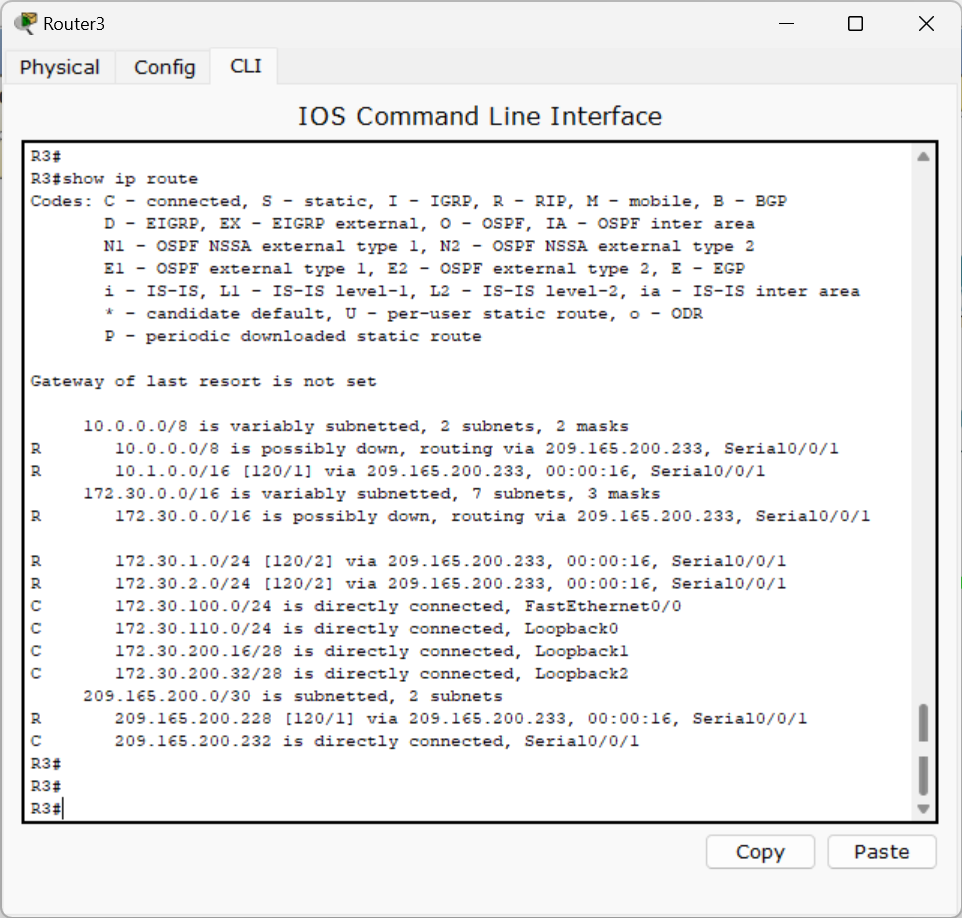 Router3
Physical Config CLI
IOS Command Line Interface
R3#
R3#show ip route
Codes: C - connected, S - static, I - IGRP, R - RIP, M - mobile, B - BGP
       D - EIGRP, EX - EIGRP external, O - OSPF, IA - OSPF inter area
       N1 - OSPF NSSA external type 1, N2 - OSPF NSSA external type 2
       E1 - OSPF external type 1, E2 - OSPF external type 2, E - EGP
       i - IS-IS, L1 - IS-IS level-1, L2 - IS-IS level-2, ia - IS-IS inter area
       * - candidate default, U - per-user static route, o - ODR
       P - periodic downloaded static route
Gateway of last resort is not set
     10.0.0.0/8 is variably subnetted, 2 subnets, 2 masks
R       10.0.0.0/8 is possibly down, routing via 209.165.200.233, Serial0/0/1
R       10.1.0.0/16 [120/1] via 209.165.200.233, 00:00:16, Serial0/0/1
     172.30.0.0/16 is variably subnetted, 7 subnets, 3 masks
R       172.30.0.0/16 is possibly down, routing via 209.165.200.233, Serial0/0/1
R       172.30.1.0/24 [120/2] via 209.165.200.233, 00:00:16, Serial0/0/1
R       172.30.2.0/24 [120/2] via 209.165.200.233, 00:00:16, Serial0/0/1
C       172.30.100.0/24 is directly connected, FastEthernet0/0
C       172.30.110.0/24 is directly connected, Loopback0
C       172.30.200.16/28 is directly connected, Loopback1
C       172.30.200.32/28 is directly connected, Loopback2
     209.165.200.0/30 is subnetted, 2 subnets
R       209.165.200.228 [120/1] via 209.165.200.233, 00:00:16, Serial0/0/1
C       209.165.200.232 is directly connected, Serial0/0/1
R3#
R3#
R3#
Copy Paste